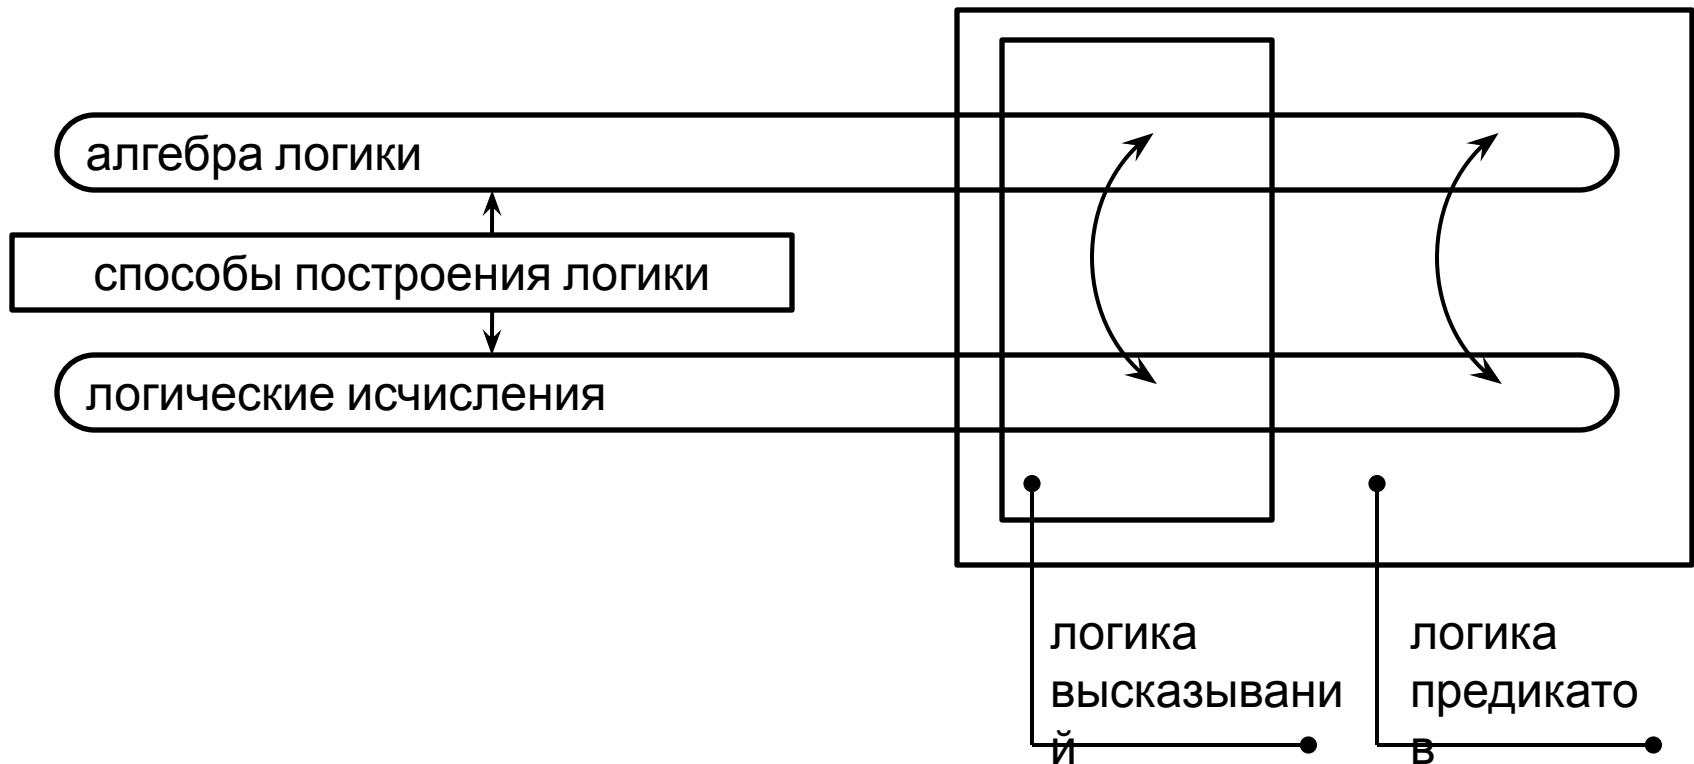 алгебра логики
способы построения логики
логические исчисления
логика
высказывани
й
логика
предикато
в